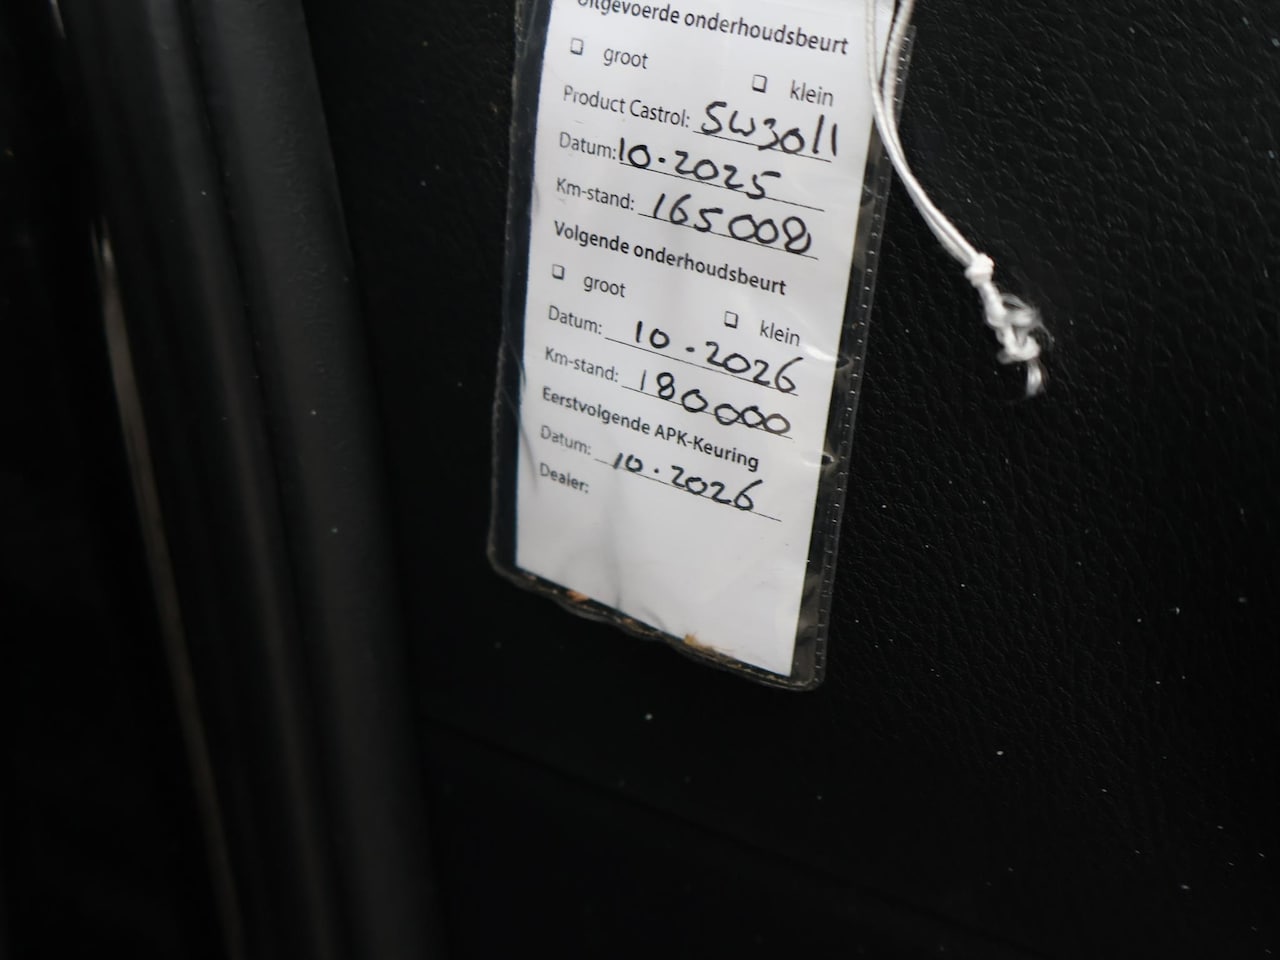 Uitgevoerde onderhoudsbeurt
groot klein
Product Castrol: 5W30ll
Datum: 10.2025
Km-stand: 165008
Volgende onderhoudsbeurt
groot klein
Datum: 10.2026
Km-stand: 180000
Eerstvolgende APK-Keuring
Datum: 10.2026
Dealer: